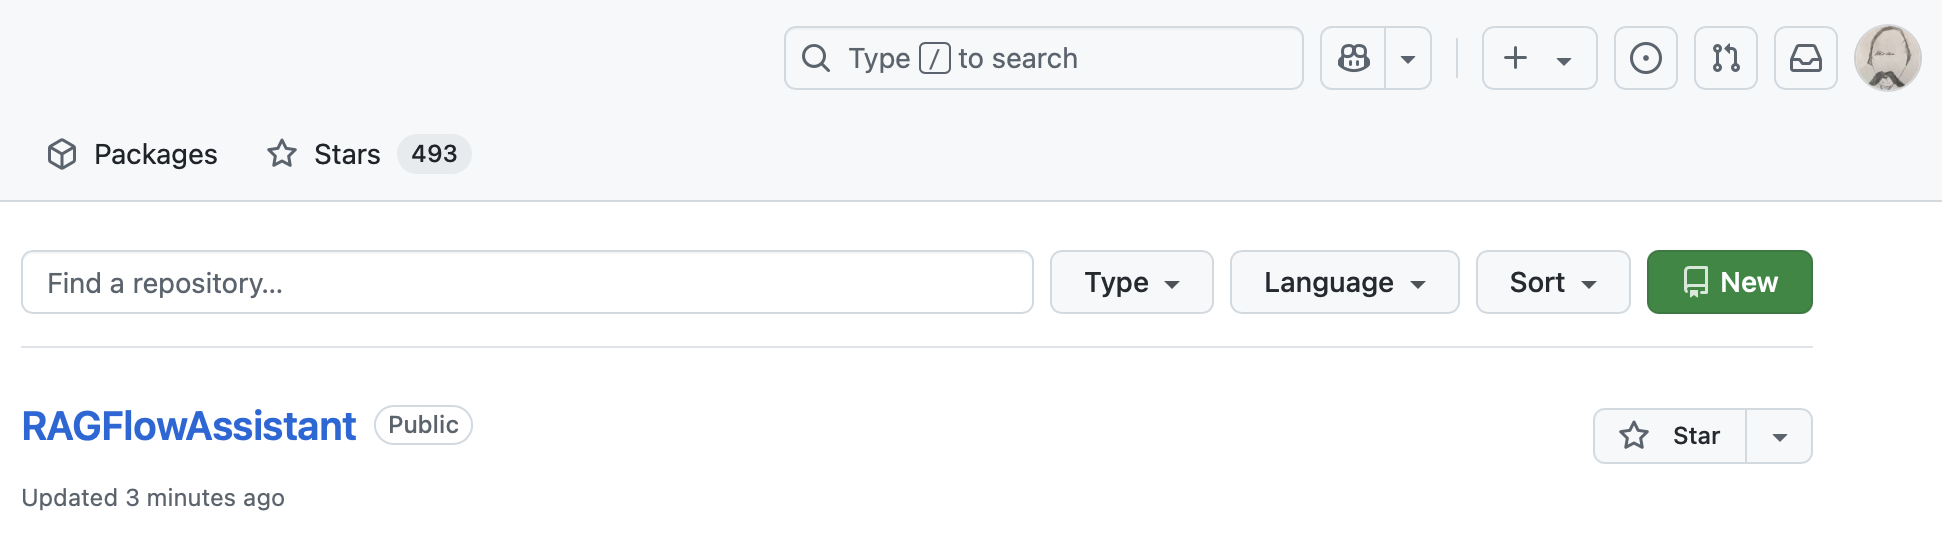 Type / to search
Packages Stars 493
Find a repository... Type Language Sort New
RAGFlowAssistant Public Star
Updated 3 minutes ago